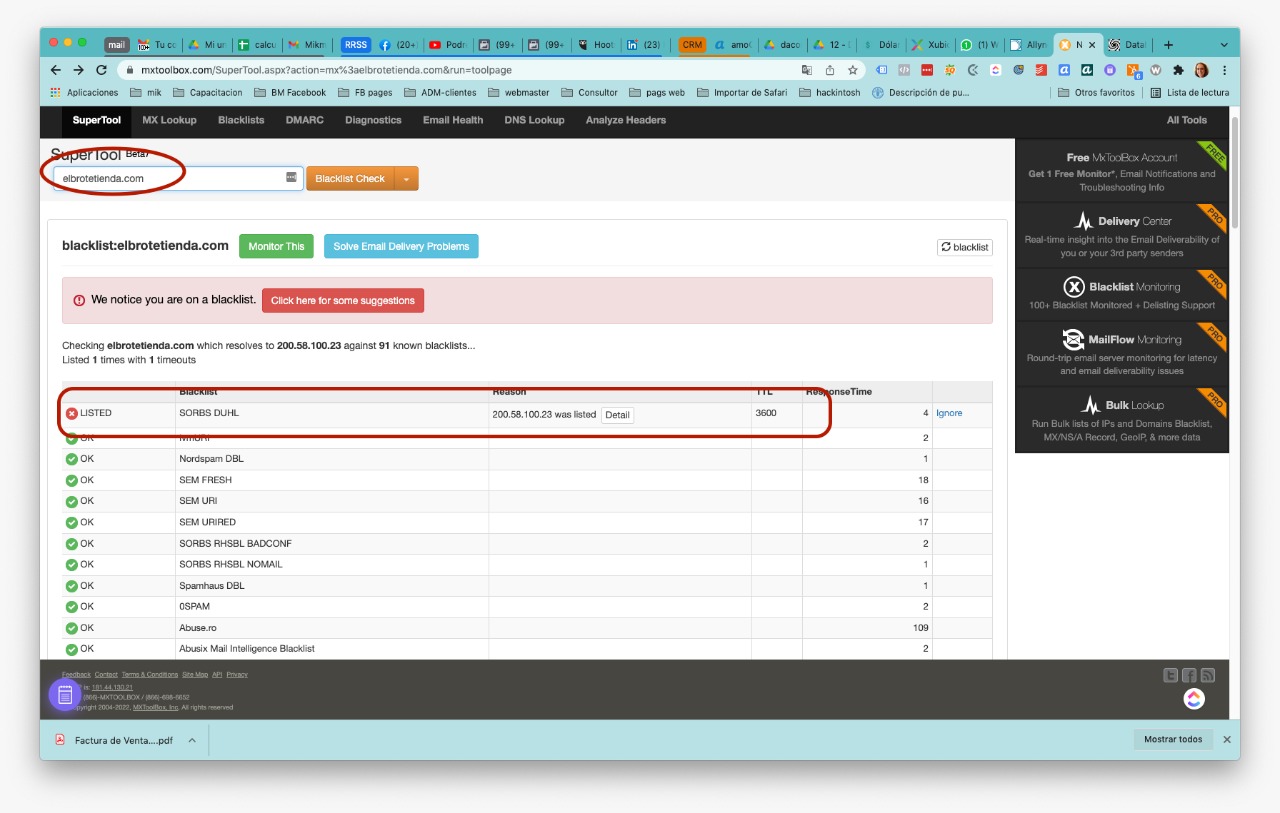 mail
Tu co
Mi un
calcu
Mikm
RRSS
(20+
Podr
(99+
(99+
Hoot
(23)
CRM
amo
daco
12 - (
Dólar
Xubic
(1) W
Allyn
N
Datal
mxtoolbox.com/SuperTool.aspx?action=mx%3aelbrotetienda.com&run=toolpage
Aplicaciones
mik
Capacitacion
BM Facebook
FB pages
ADM-clientes
webmaster
Consultor
pags web
Importar de Safari
hackintosh
Descripción de pu...
Otros favoritos
Lista de lectura
SuperTool
MX Lookup
Blacklists
DMARC
Diagnostics
Email Health
DNS Lookup
Analyze Headers
All Tools
SuperTool Beta7
elbrotetienda.com
Blacklist Check
blacklist:elbrotetienda.com
Monitor This
Solve Email Delivery Problems
blacklist
We notice you are on a blacklist.
Click here for some suggestions
Checking elbrotetienda.com which resolves to 200.58.100.23 against 91 known blacklists...
Listed 1 times with 1 timeouts
Blacklist Reason TTL ResponseTime
LISTED SORBS DUHL 200.58.100.23 was listed Detail 3600 4 Ignore
OK ivmURI 2
OK Nordspam DBL 1
OK SEM FRESH 18
OK SEM URI 16
OK SEM URIRED 17
OK SORBS RHSBL BADCONF 2
OK SORBS RHSBL NOMAIL 1
OK Spamhaus DBL 1
OK 0SPAM 2
OK Abuse.ro 109
OK Abusix Mail Intelligence Blacklist 2
Free MxToolBox Account
FREE
Get 1 Free Monitor*, Email Notifications and
Troubleshooting Info
Delivery Center
PRO
Real-time insight into the Email Deliverability of
you or your 3rd party senders
Blacklist Monitoring
PRO
100+ Blacklist Monitored + Delisting Support
MailFlow Monitoring
PRO
Round-trip email server monitoring for latency
and email deliverability issues
Bulk Lookup
PRO
Run Bulk lists of IPs and Domains Blacklist,
MX/NS/A Record, GeoIP, & more data
Feedback Contact Terms & Conditions Site Map API Privacy
is: 181.44.130.21
(866)-MXTOOLBOX / (866)-698-6652
pyright 2004-2022, MXToolBox, Inc. All rights reserved
Factura de Venta....pdf
Mostrar todos